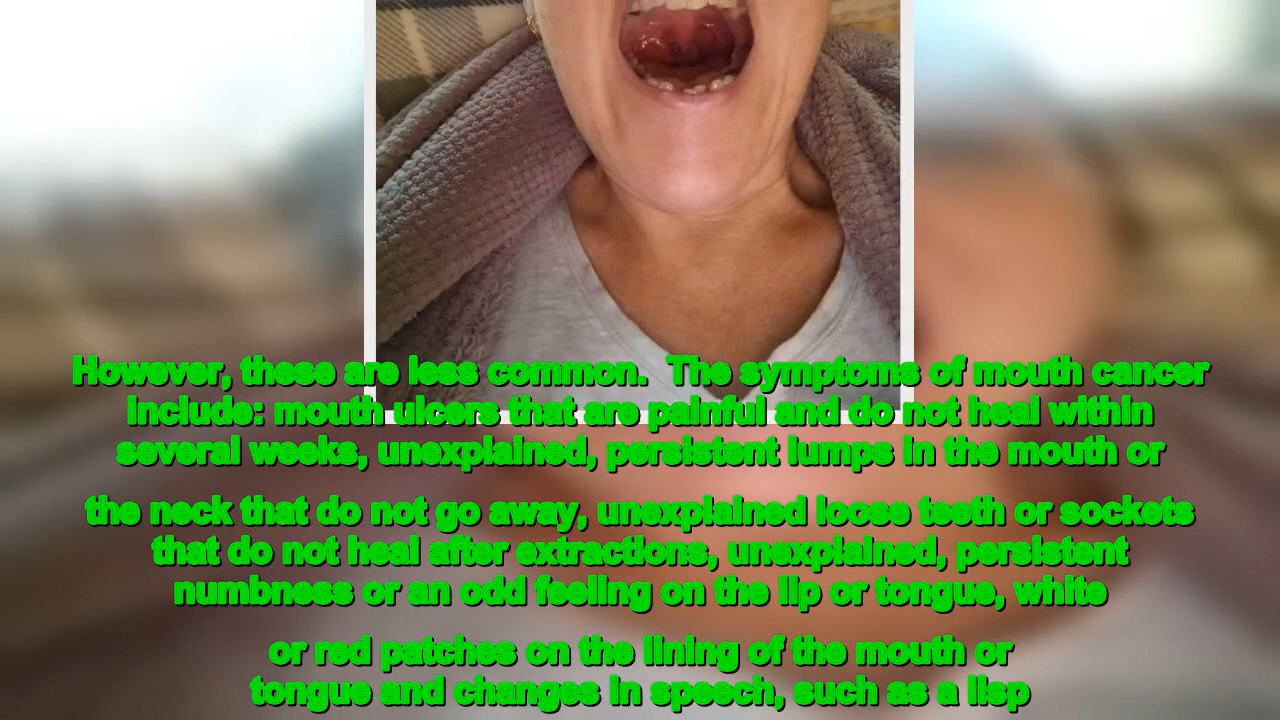 However, these are less common.  The symptoms of mouth cancer
include: mouth ulcers that are painful and do not heal within
several weeks, unexplained, persistent lumps in the mouth or
the neck that do not go away, unexplained loose teeth or sockets
that do not heal after extractions, unexplained, persistent
numbness or an odd feeling on the lip or tongue, white
or red patches on the lining of the mouth or
tongue and changes in speech, such as a lisp